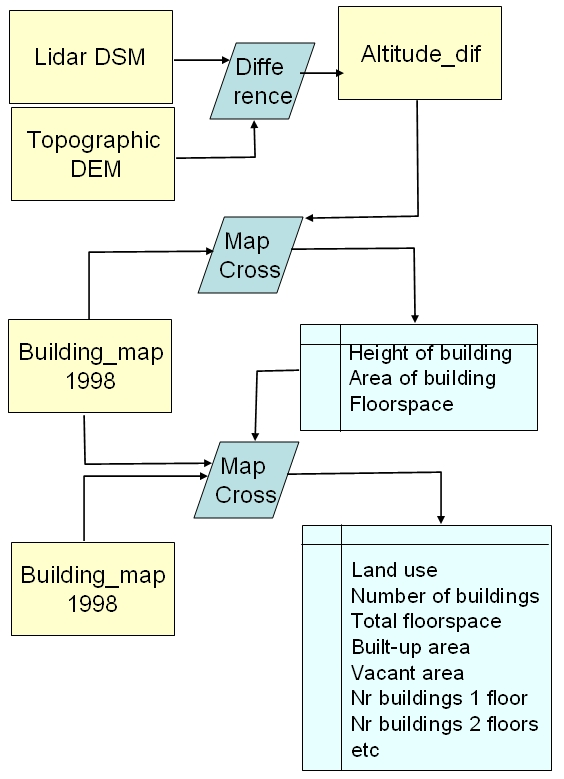 Lidar DSM
Topographic
DEM
Diffe
rence
Altitude_dif
Map
Cross
Building_map
1998
Height of building
Area of building
Floorspace
Map
Cross
Building_map
1998
Land use
Number of buildings
Total floorspace
Built-up area
Vacant area
Nr buildings 1 floor
Nr buildings 2 floors
etc